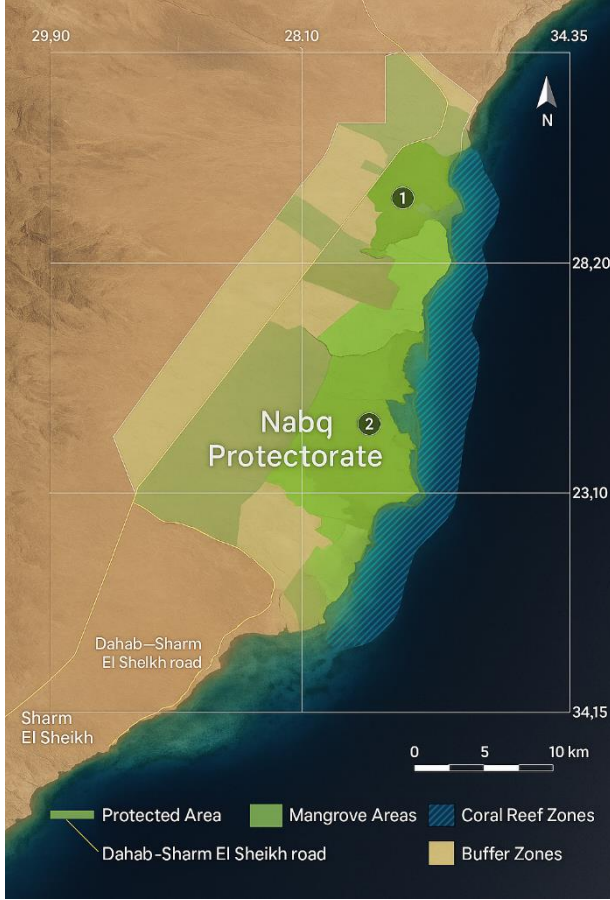 29,90 28.10 34.35
N
1
28,20
Nabq
Protectorate
2
23,10
Dahab–Sharm
El Shelkh road
Sharm
El Sheikh
34,15
0 5 10 km
Protected Area Mangrove Areas Coral Reef Zones
Dahab-Sharm El Sheikh road Buffer Zones